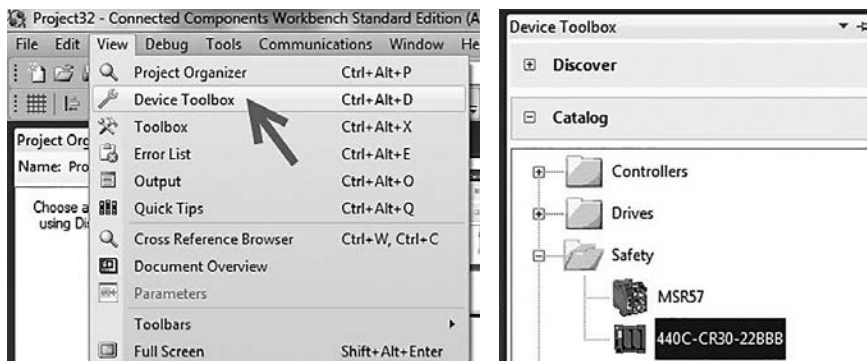 Project32 - Connected Components Workbench Standard Edition (A
File Edit View Debug Tools Communications Window He
Project Organizer Ctrl+Alt+P
Device Toolbox Ctrl+Alt+D
Toolbox Ctrl+Alt+X
Error List Ctrl+Alt+E
Output Ctrl+Alt+O
Quick Tips Ctrl+Alt+Q
Cross Reference Browser Ctrl+W, Ctrl+C
Document Overview
Parameters
Toolbars
Full Screen Shift+Alt+Enter
Project Org
Name: Pro
Choose a
using Di
Device Toolbox
Discover
Catalog
Controllers
Drives
Safety
MSR57
440C-CR30-22BBB